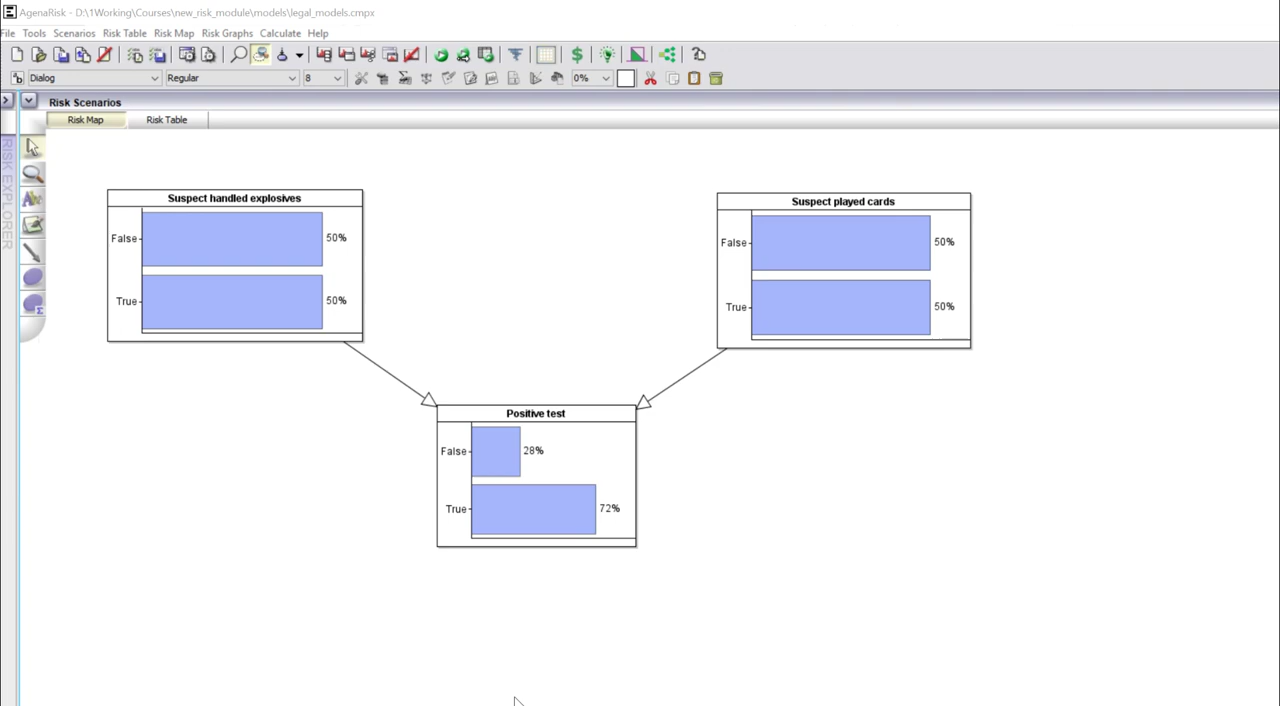 AgenaRisk - D:\1Working\Courses\new_risk_module\models\legal_models.cmpx
File Tools Scenarios Risk Table Risk Map Risk Graphs Calculate Help
Dialog Regular 8 0%
Risk Scenarios
Risk Map Risk Table
RISK EXPLORER
Suspect handled explosives
False 50%
True 50%
Suspect played cards
False 50%
True 50%
Positive test
False 28%
True 72%